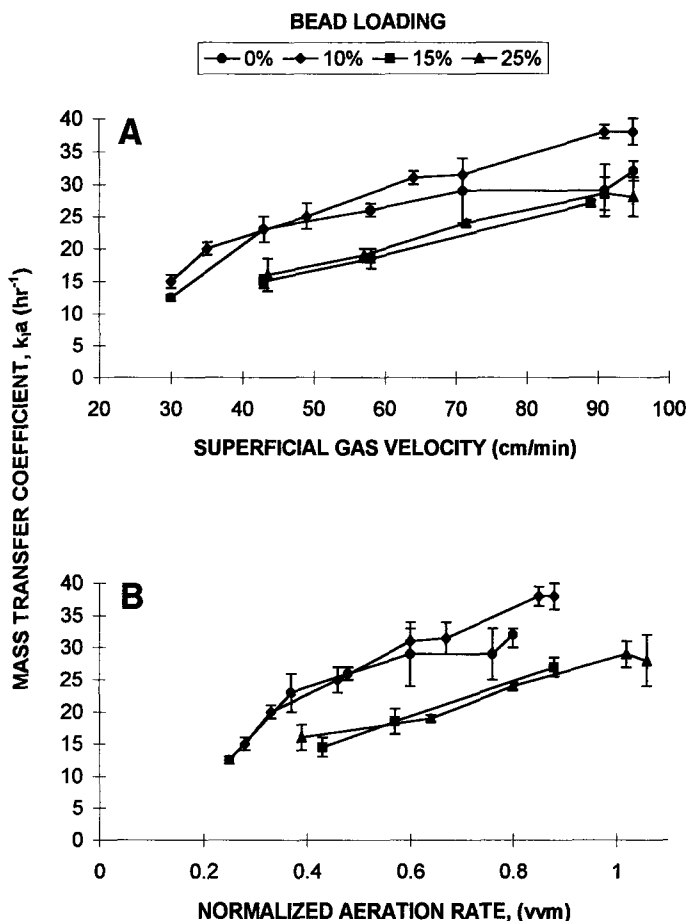 BEAD LOADING
0% 10% 15% 25%
A
40
35
30
25
20
15
10
5
0
20 30 40 50 60 70 80 90 100
SUPERFICIAL GAS VELOCITY (cm/min)
MASS TRANSFER COEFFICIENT, kₗa (hr⁻¹)
B
40
35
30
25
20
15
10
5
0
0 0.2 0.4 0.6 0.8 1
NORMALIZED AERATION RATE, (vvm)